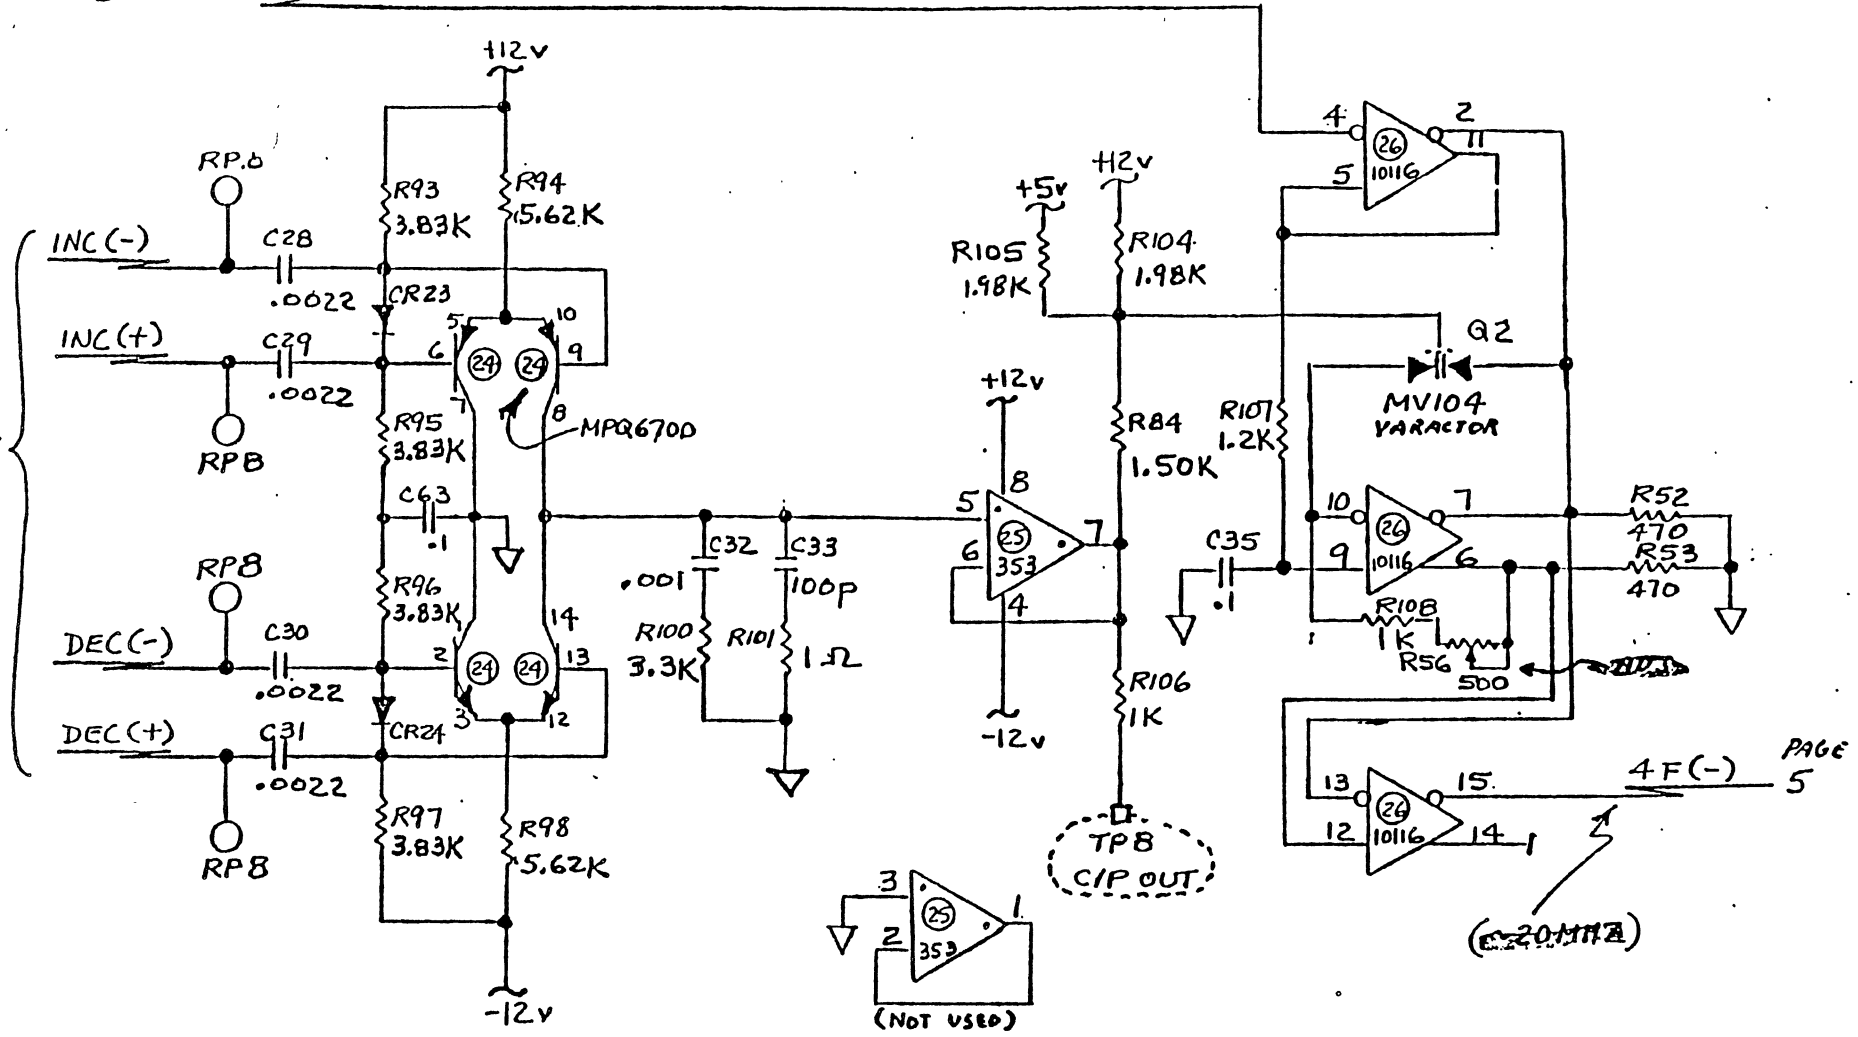 +12v
RP.8
R93
3.83K
R94
5.62K
INC(-)
C28
.0022
CR23
INC(+)
C29
.0022
RP8
5
10
6
24
24
9
7
8
MPQ6700
R95
3.83K
C63
.1
RP8
R96
3.83K
1
14
DEC(-)
C30
.0022
2
24
24
13
3
12
CR24
DEC(+)
C31
.0022
RP8
R97
3.83K
R98
5.62K
-12v
C32
.001
C33
100p
R100
3.3K
R101
1Ω
+5v
+12v
R105
1.98K
R104
1.98K
+12v
R84
1.50K
5
8
25
353
7
6
4
-12v
R106
1K
TP8
C/P OUT
3
25
353
1
2
(NOT USED)
4
2
26
10116
11
5
Q2
MV104
VARACTOR
R107
1.2K
C35
.1
10
7
26
10116
9
6
R52
470
R53
470
R108
1K
R56
500
13
15
26
10116
12
14
4F(-)
PAGE
5